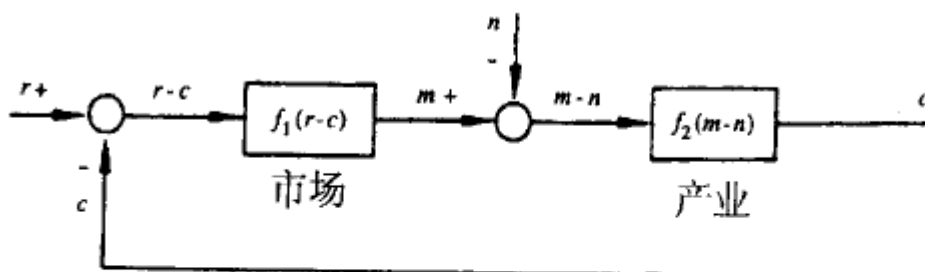 n
-
r + r - c m + m - n c
f₁(r-c) f₂(m-n)
-
市场 产业
c